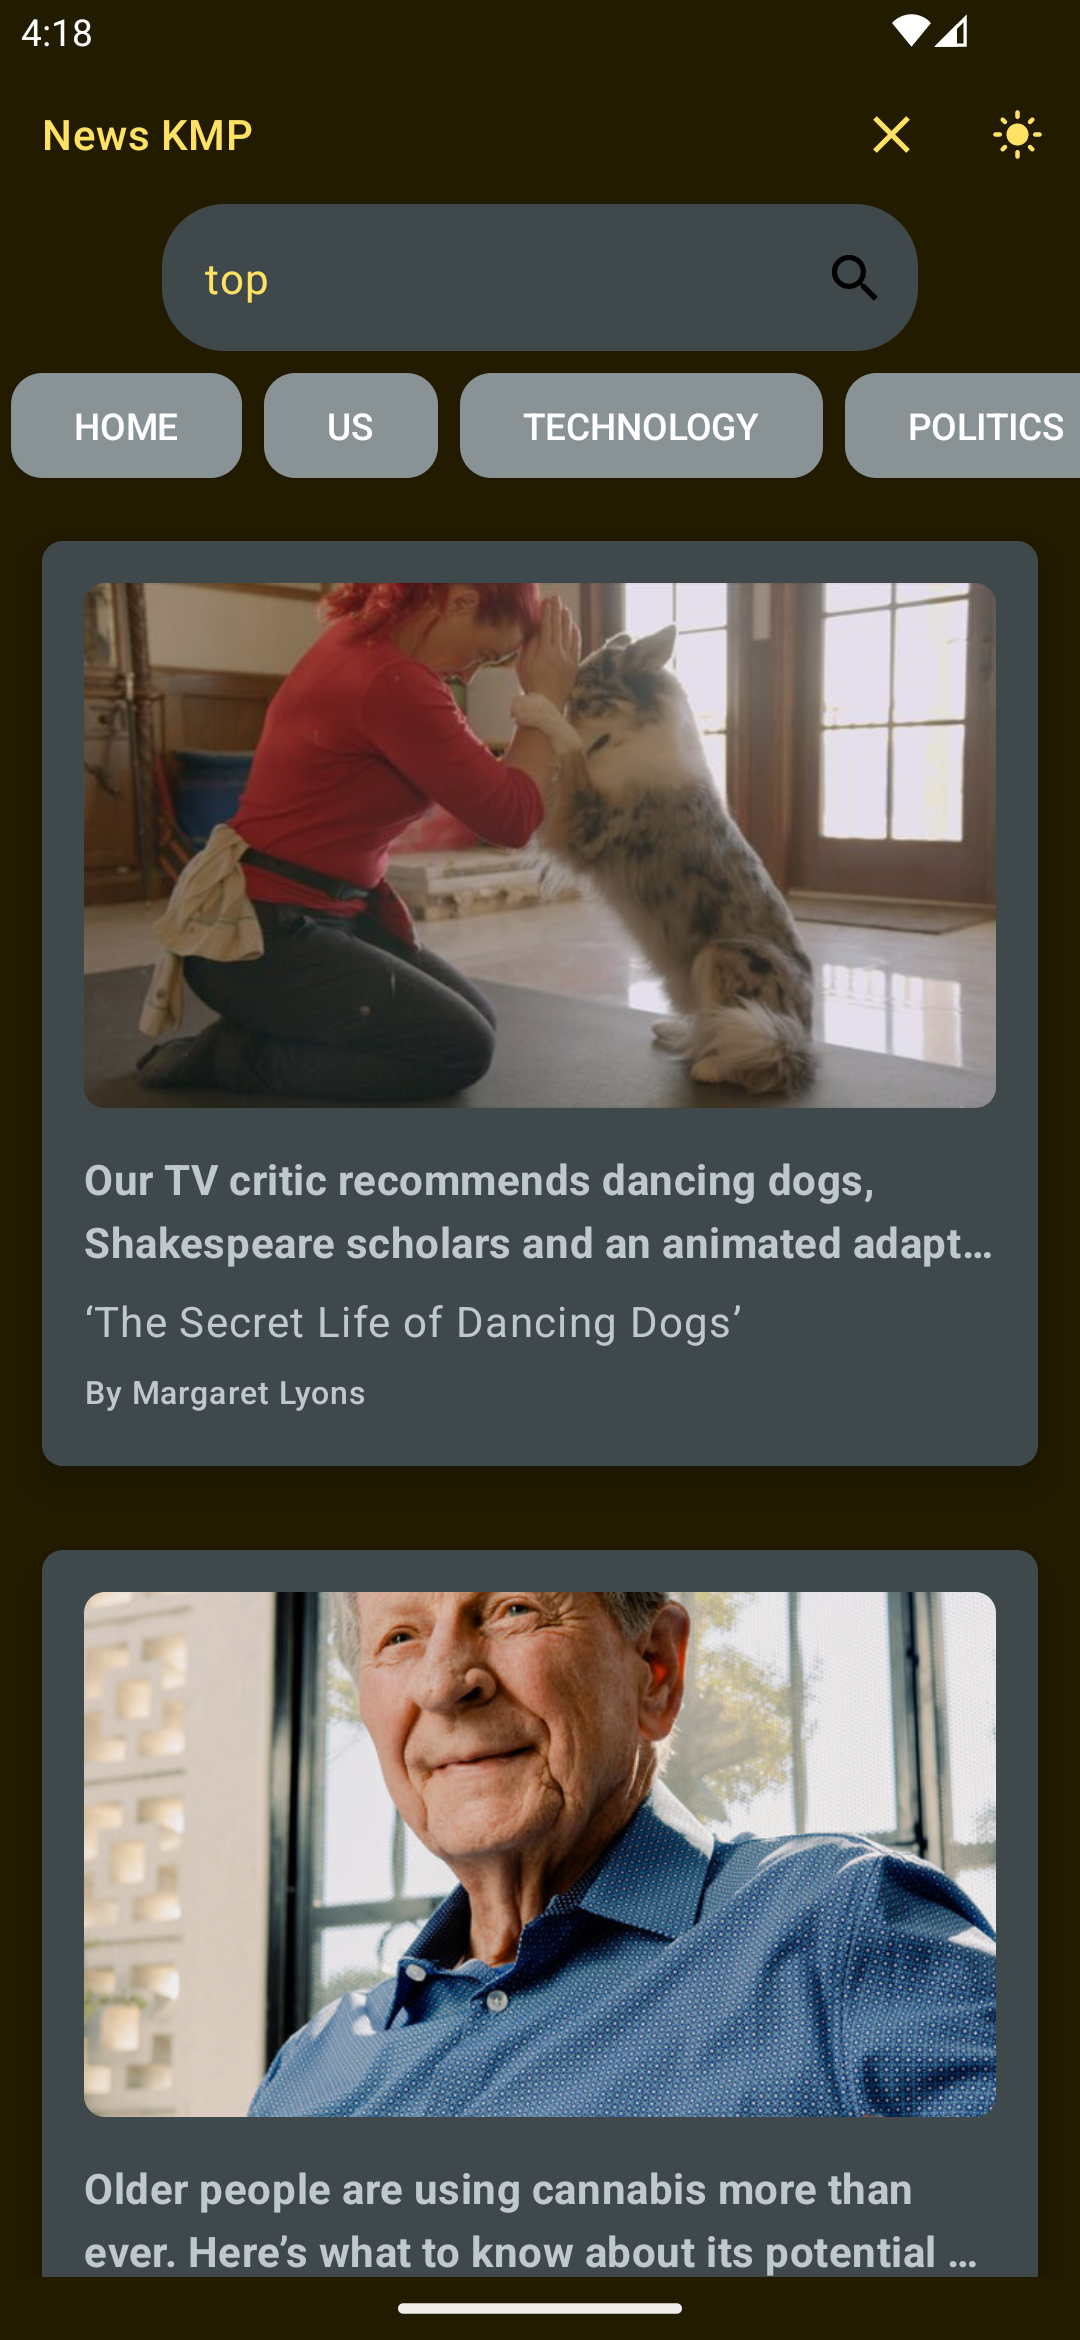 4:18
News KMP
top
HOME
US
TECHNOLOGY
POLITICS
Our TV critic recommends dancing dogs,
Shakespeare scholars and an animated adapt…
‘The Secret Life of Dancing Dogs’
By Margaret Lyons
Older people are using cannabis more than
ever. Here’s what to know about its potential …